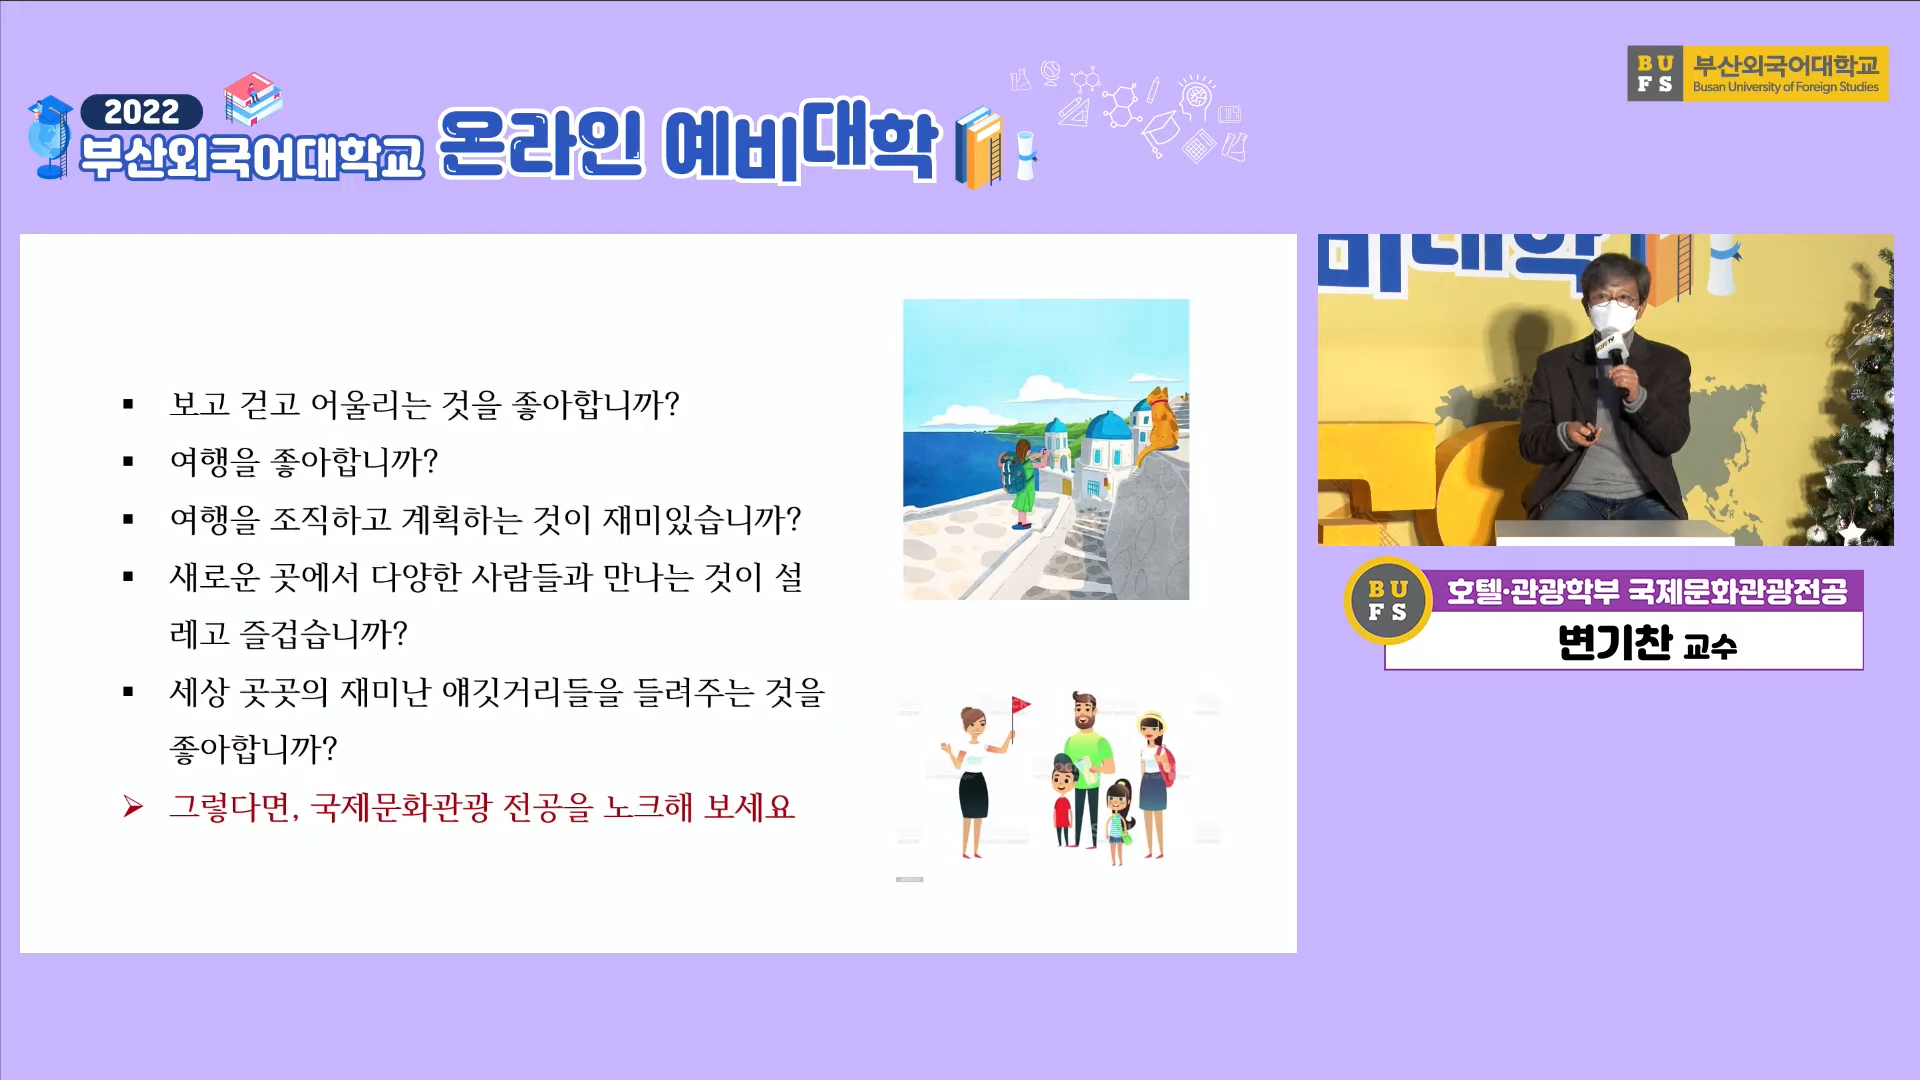 2022
부산외국어대학교 온라인 예비대학
BU
FS
부산외국어대학교
Busan University of Foreign Studies
▪ 보고 걷고 어울리는 것을 좋아합니까?
▪ 여행을 좋아합니까?
▪ 여행을 조직하고 계획하는 것이 재미있습니까?
▪ 새로운 곳에서 다양한 사람들과 만나는 것이 설
레고 즐겁습니까?
▪ 세상 곳곳의 재미난 얘깃거리들을 들려주는 것을
좋아합니까?
➢ 그렇다면, 국제문화관광 전공을 노크해 보세요
비대학
BU
FS
호텔·관광학부 국제문화관광전공
변기찬 교수